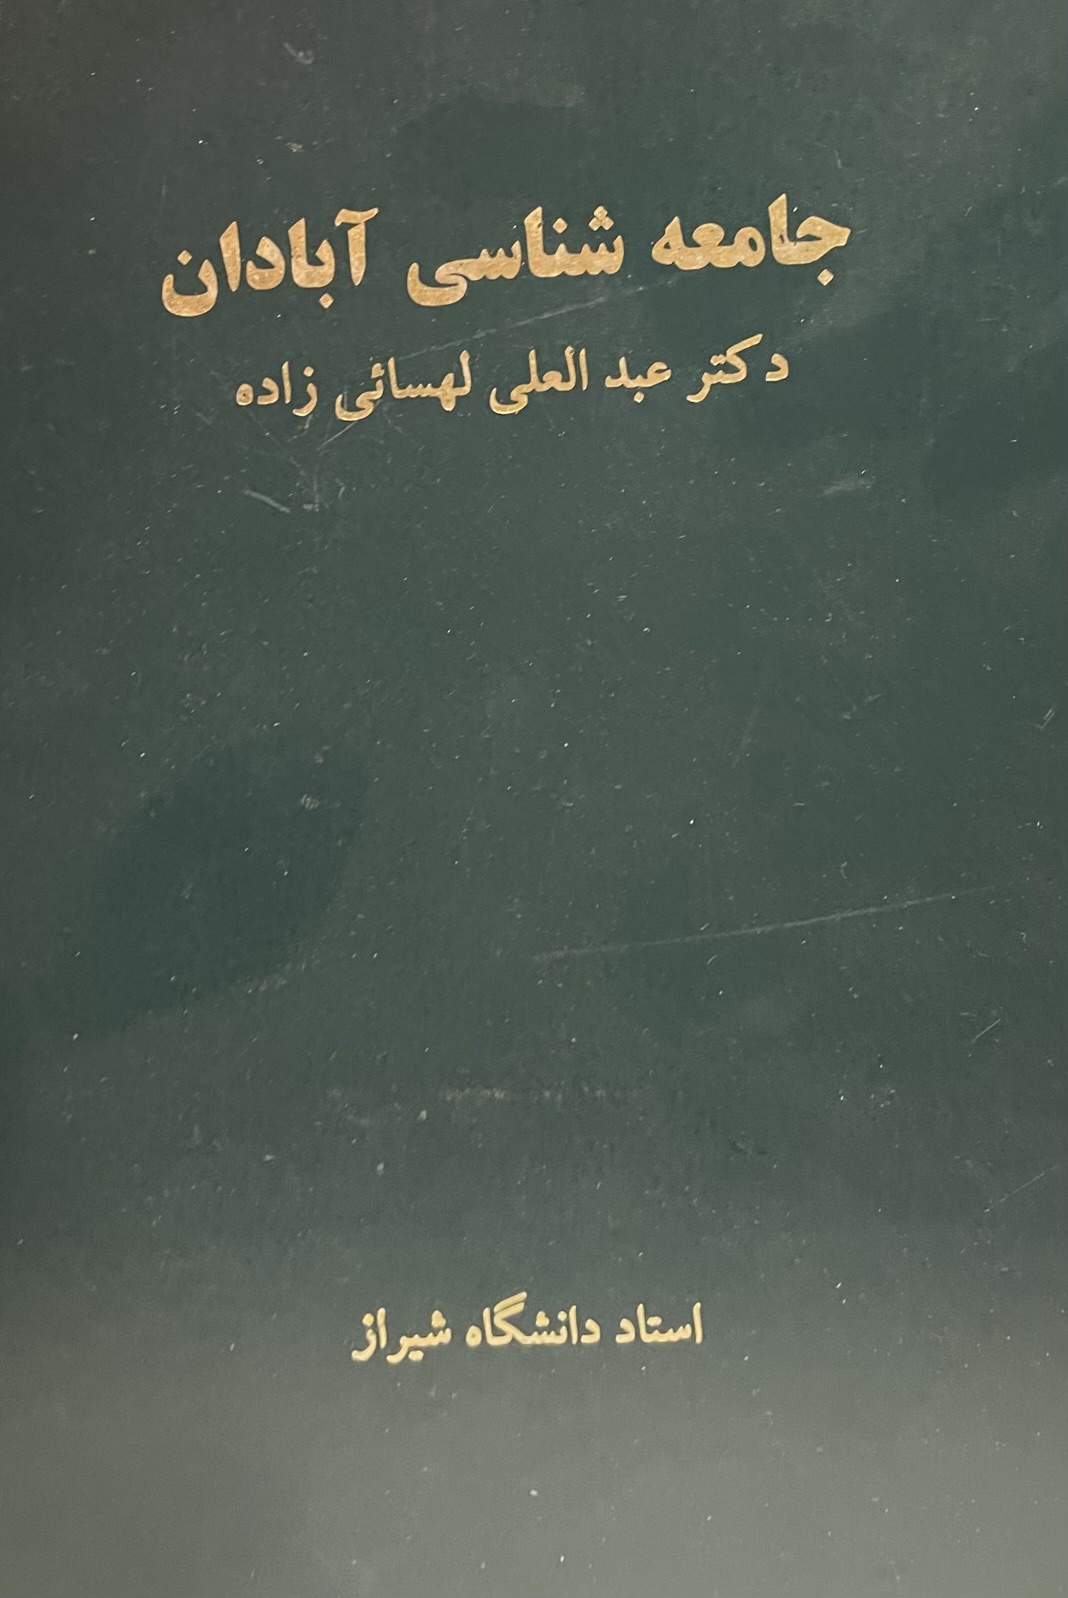 جامعه شناسی آبادان
دکتر عبد العلی لهسائی زاده
استاد دانشگاه شیراز